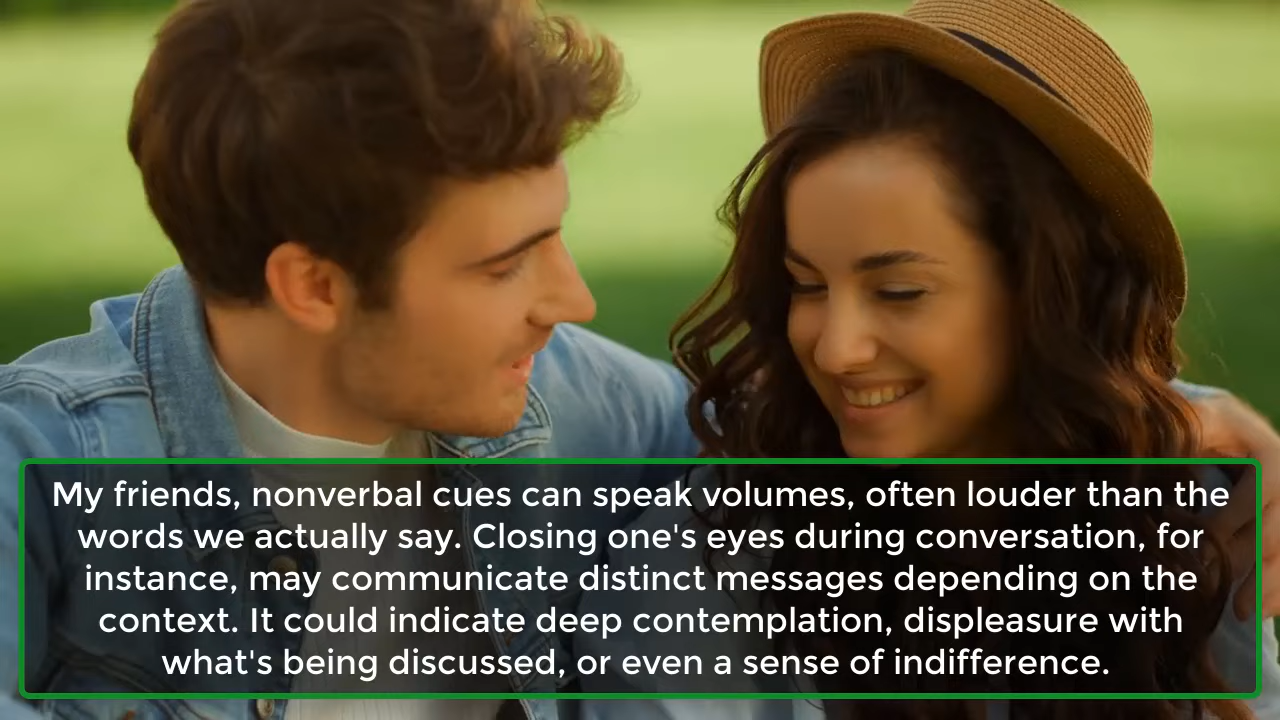 My friends, nonverbal cues can speak volumes, often louder than the
words we actually say. Closing one's eyes during conversation, for
instance, may communicate distinct messages depending on the
context. It could indicate deep contemplation, displeasure with
what's being discussed, or even a sense of indifference.